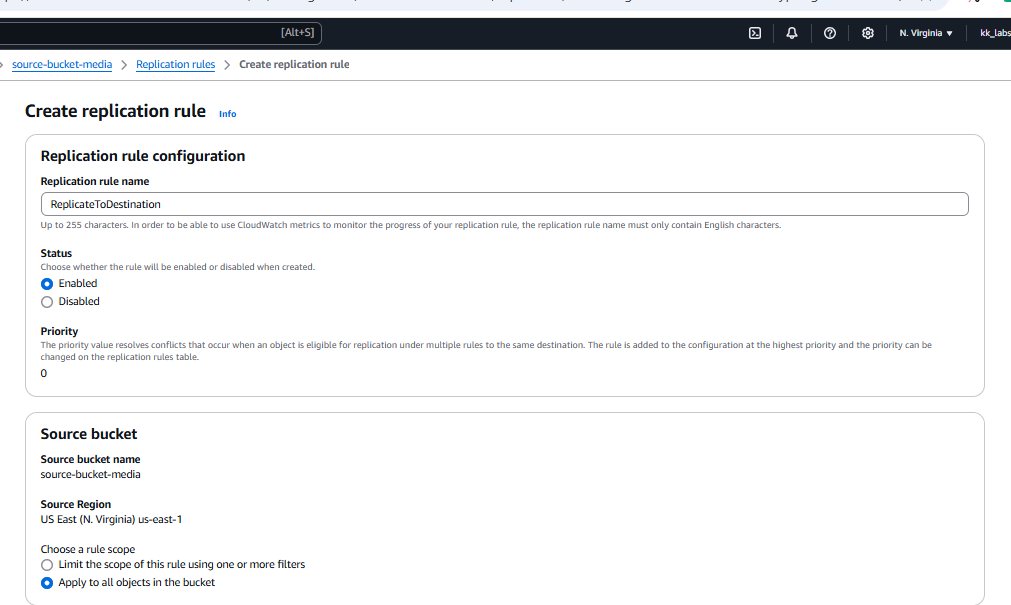 [Alt+S]
N. Virginia ▼
kk_labs
source-bucket-media > Replication rules > Create replication rule
Create replication rule Info
Replication rule configuration
Replication rule name
ReplicateToDestination
Up to 255 characters. In order to be able to use CloudWatch metrics to monitor the progress of your replication rule, the replication rule name must only contain English characters.
Status
Choose whether the rule will be enabled or disabled when created.
Enabled
Disabled
Priority
The priority value resolves conflicts that occur when an object is eligible for replication under multiple rules to the same destination. The rule is added to the configuration at the highest priority and the priority can be
changed on the replication rules table.
0
Source bucket
Source bucket name
source-bucket-media
Source Region
US East (N. Virginia) us-east-1
Choose a rule scope
Limit the scope of this rule using one or more filters
Apply to all objects in the bucket